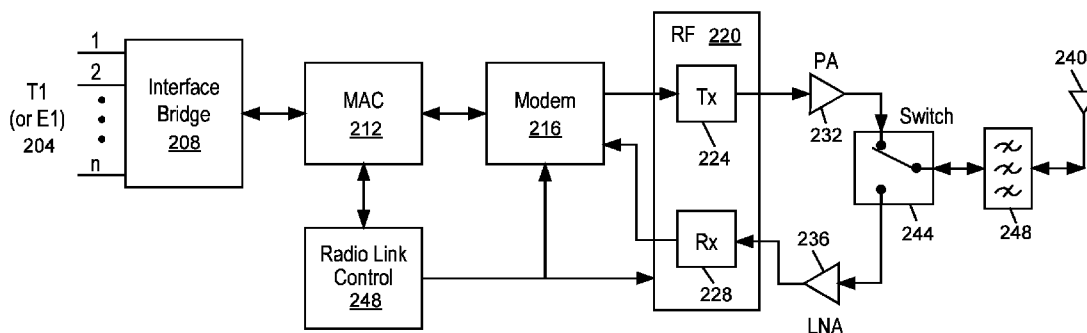 T1
(or E1)
204
1
2
n
Interface
Bridge
208
MAC
212
Modem
216
Radio Link
Control
248
RF 220
Tx
224
Rx
228
PA
232
236
LNA
Switch
244
248
240